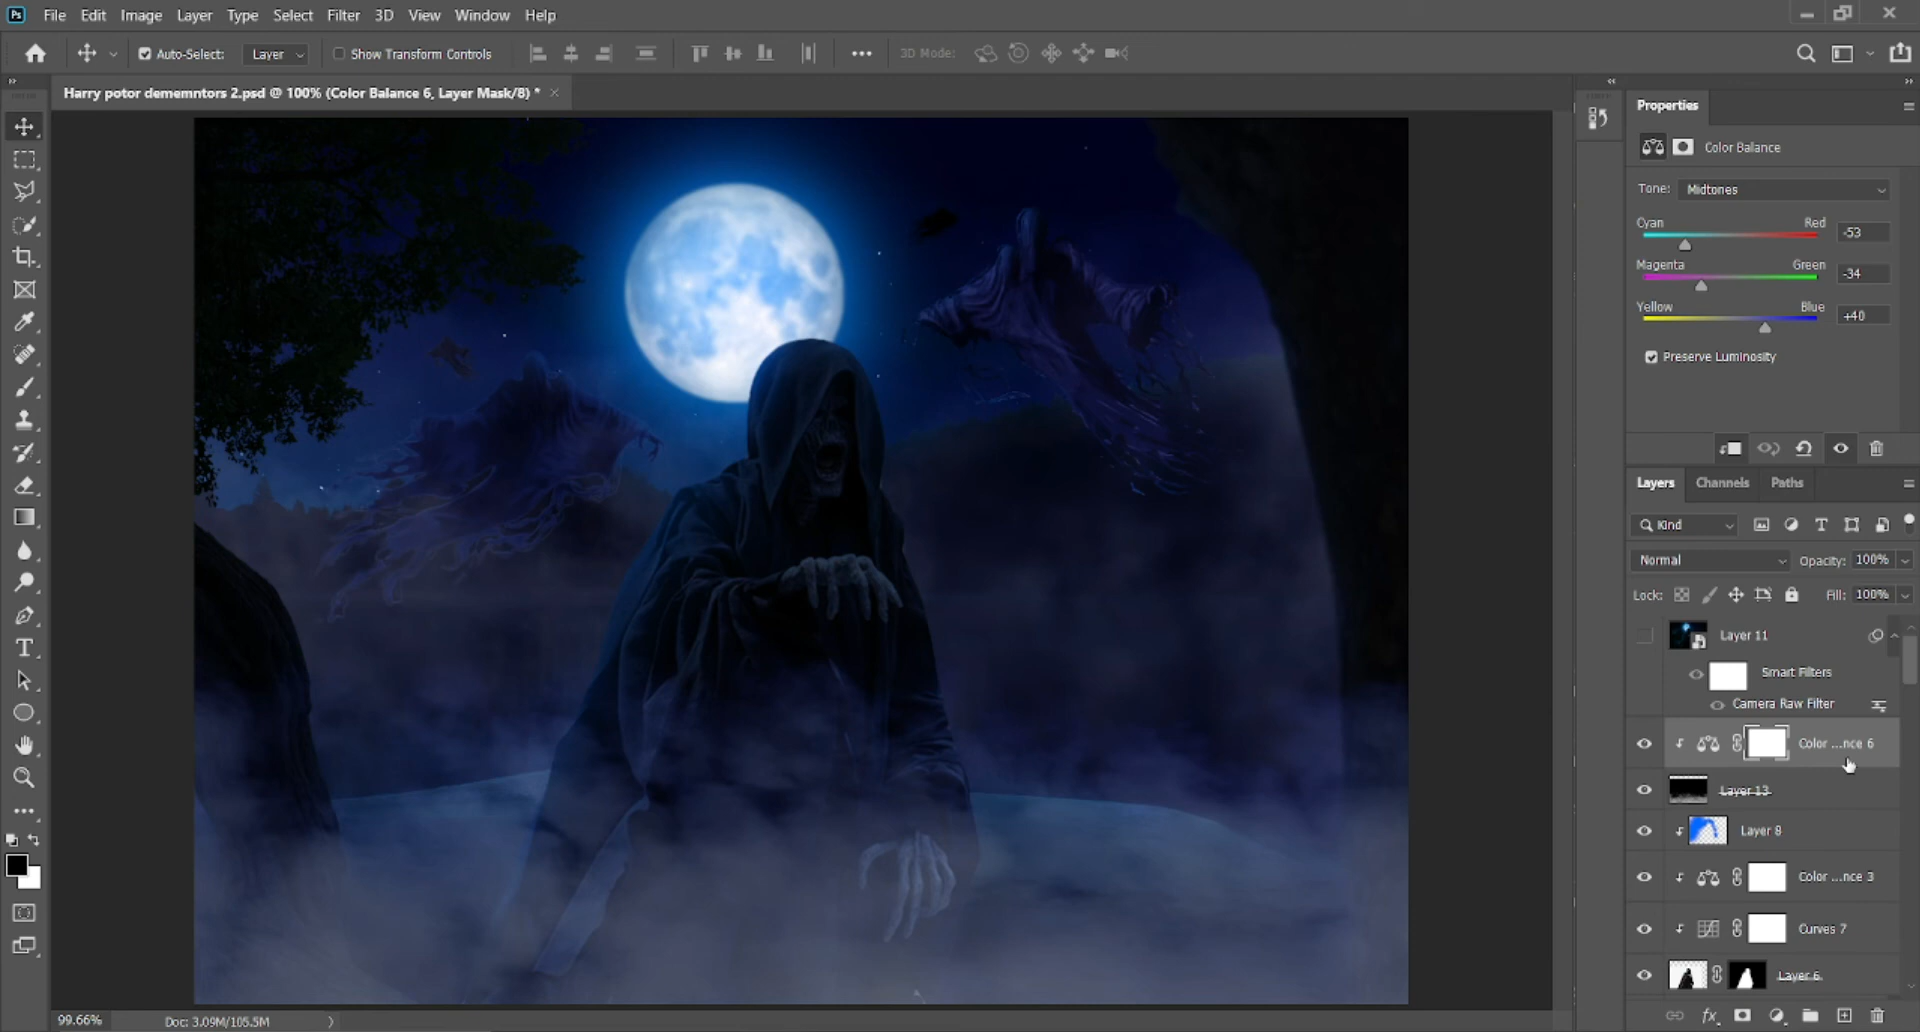 Ps File Edit Image Layer Type Select Filter 3D View Window Help
Auto-Select: Layer Show Transform Controls 3D Mode:
Harry potor dememntors 2.psd @ 100% (Color Balance 6, Layer Mask/8) *
Properties
Color Balance
Tone: Midtones
Cyan Red -53
Magenta Green -34
Yellow Blue +40
Preserve Luminosity
Layers Channels Paths
Kind
Normal Opacity: 100%
Lock: Fill: 100%
Layer 11
Smart Filters
Camera Raw Filter
Color ...nce 6
Layer 13
Layer 8
Color ...nce 3
Curves 7
Layer 6
99.66% Doc: 3.09M/105.5M
fx